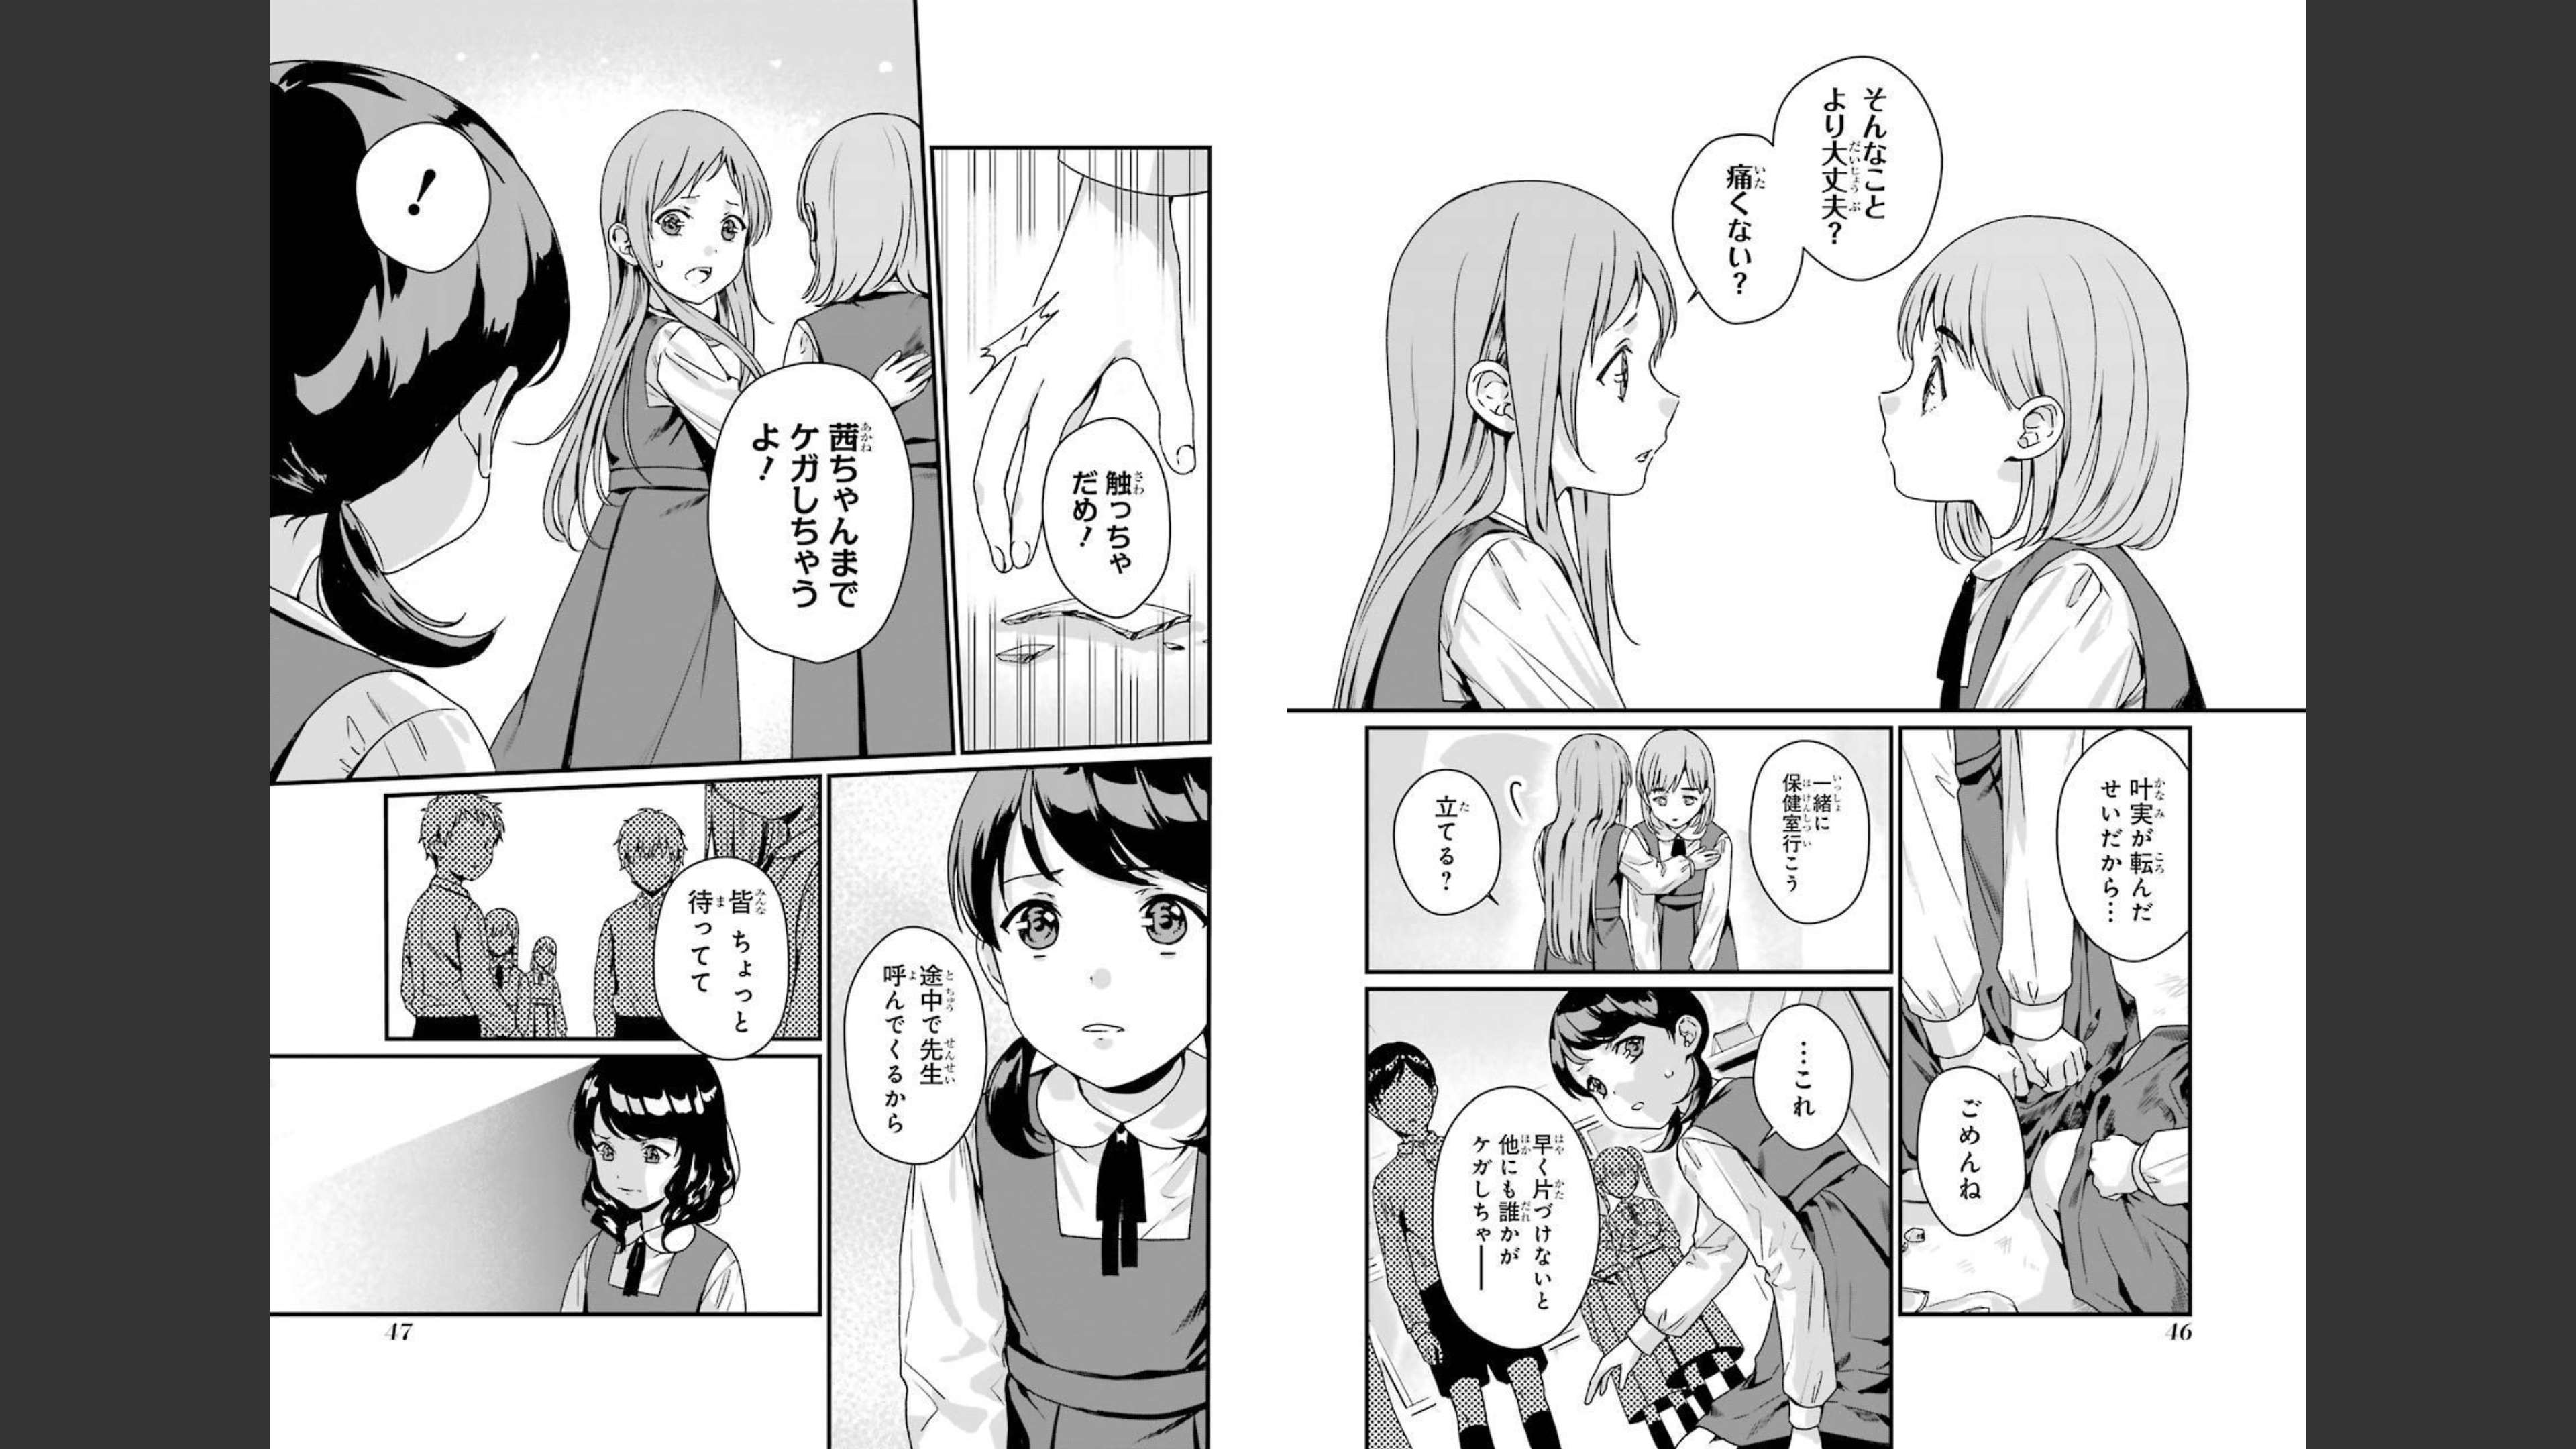 そんなこと
より大丈夫?
痛くない?
叶実が転んだ
せいだから…
ごめんね
一緒に
保健室行こう
立てる?
…これ
早く片づけないと
他にも誰かが
ケガしちゃ──
46
触っちゃ
だめ!
茜ちゃんまで
ケガしちゃう
よ!
!
途中で先生
呼んでくるから
皆ちょっと
待ってて
47